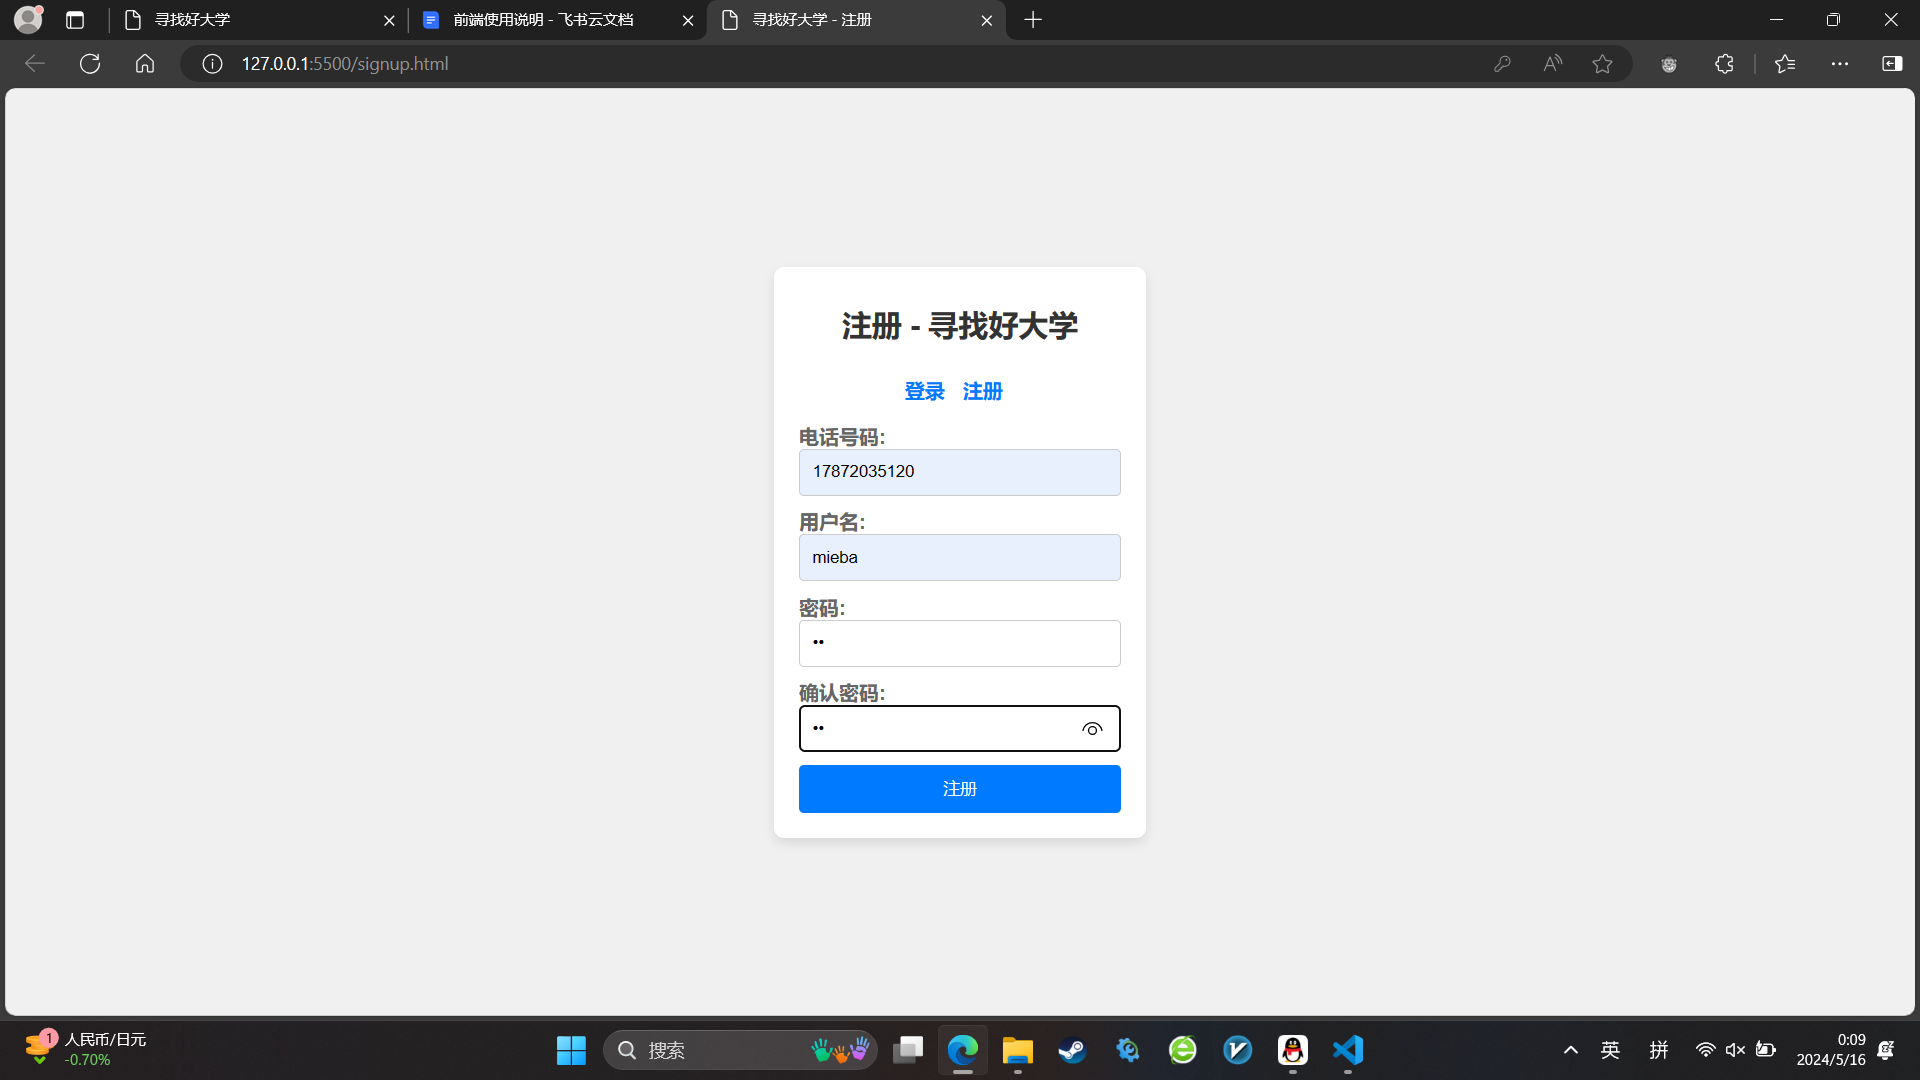 寻找好大学
前端使用说明 - 飞书云文档
寻找好大学 - 注册
127.0.0.1:5500/signup.html
注册 - 寻找好大学
登录 注册
电话号码:
17872035120
用户名:
mieba
密码:
••
确认密码:
••
注册
1
人民币/日元
-0.70%
搜索
英
拼
0:09
2024/5/16